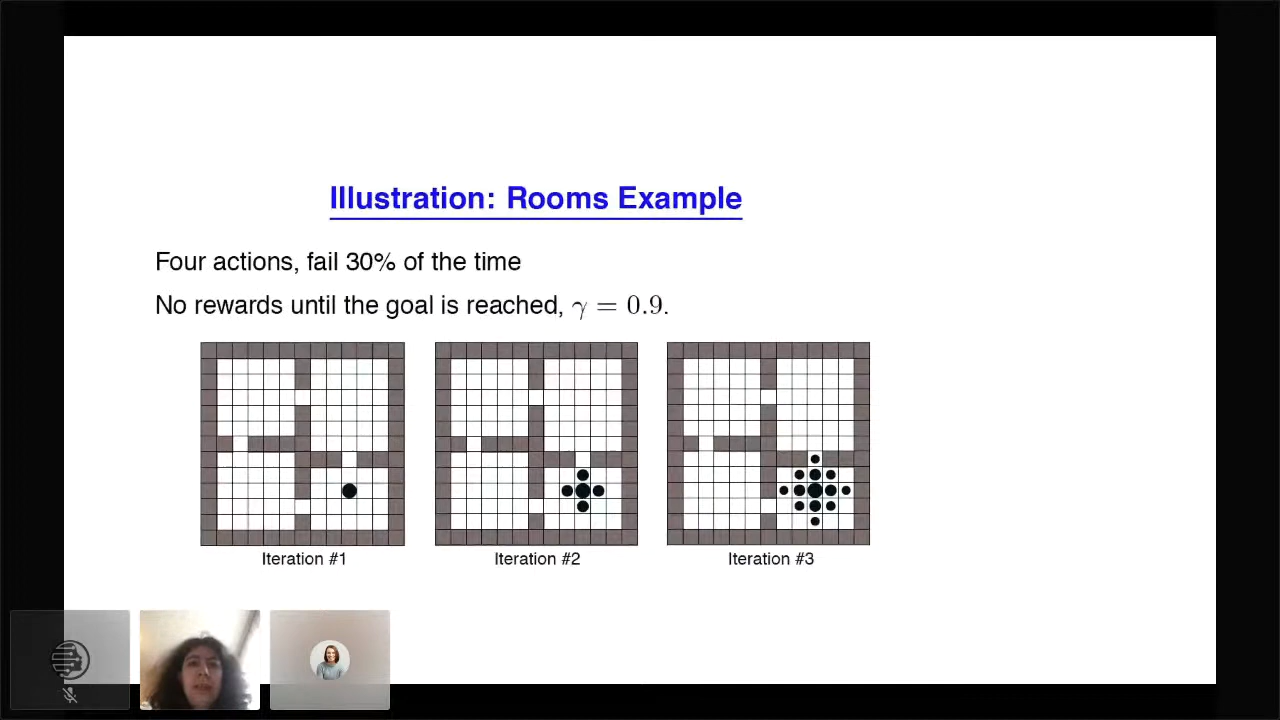 Illustration: Rooms Example
Four actions, fail 30% of the time
No rewards until the goal is reached, γ = 0.9.
Iteration #1
Iteration #2
Iteration #3